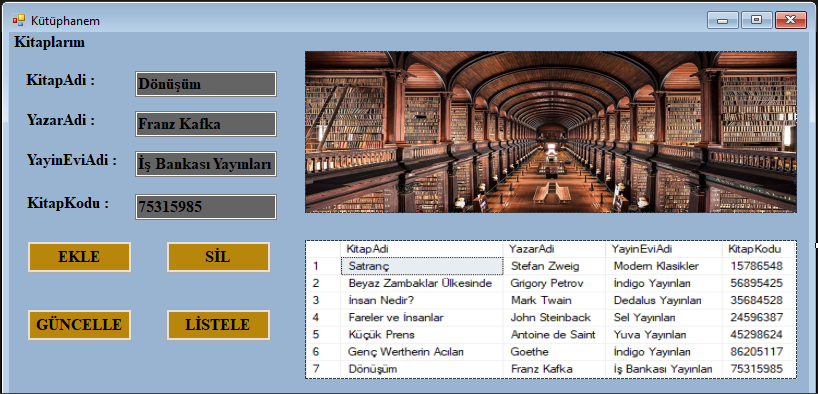 Kütüphanem
Kitaplarım
KitapAdi : Dönüşüm
YazarAdi : Franz Kafka
YayinEviAdi : İş Bankası Yayınları
KitapKodu : 75315985
EKLE SİL
GÜNCELLE LİSTELE
KitapAdi YazarAdi YayınEviAdi KitapKodu
1 Satranç Stefan Zweig Modern Klasikler 15786548
2 Beyaz Zambaklar Ülkesinde Grigory Petrov İndigo Yayınları 56895425
3 İnsan Nedir? Mark Twain Dedalus Yayınları 35684528
4 Fareler ve İnsanlar John Steinback Sel Yayınları 24596387
5 Küçük Prens Antoine de Saint Yuva Yayınları 45298624
6 Genç Wertherin Acıları Goethe İndigo Yayınları 86205117
7 Dönüşüm Franz Kafka İş Bankası Yayınları 75315985